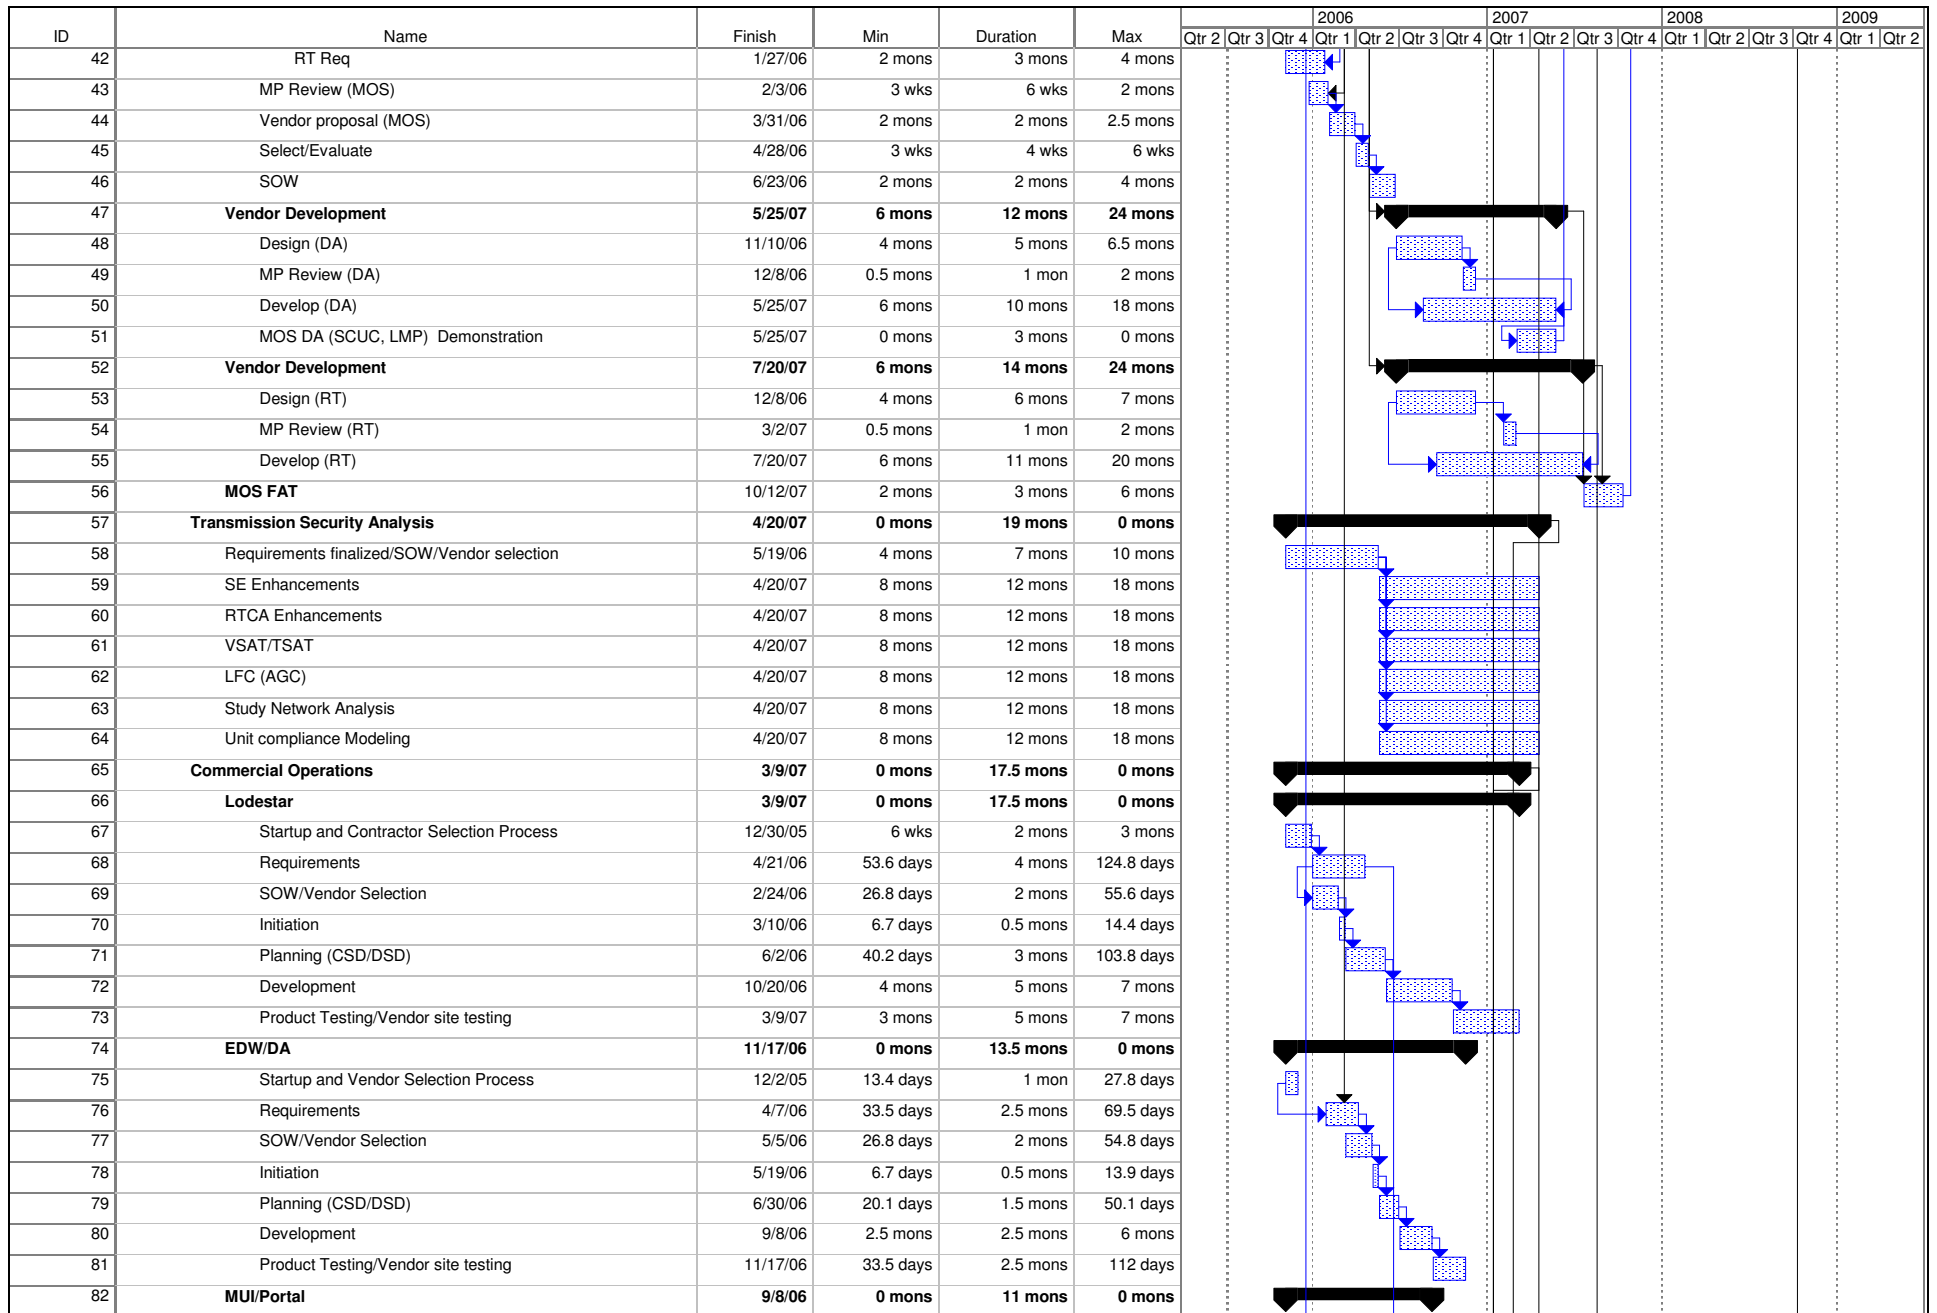 2006 2007 2008 2009
ID Name Finish Min Duration Max Qtr 2 Qtr 3 Qtr 4 Qtr 1 Qtr 2 Qtr 3 Qtr 4 Qtr 1 Qtr 2 Qtr 3 Qtr 4 Qtr 1 Qtr 2 Qtr 3 Qtr 4 Qtr 1 Qtr 2
42 RT Req 1/27/06 2 mons 3 mons 4 mons
43 MP Review (MOS) 2/3/06 3 wks 6 wks 2 mons
44 Vendor proposal (MOS) 3/31/06 2 mons 2 mons 2.5 mons
45 Select/Evaluate 4/28/06 3 wks 4 wks 6 wks
46 SOW 6/23/06 2 mons 2 mons 4 mons
47 Vendor Development 5/25/07 6 mons 12 mons 24 mons
48 Design (DA) 11/10/06 4 mons 5 mons 6.5 mons
49 MP Review (DA) 12/8/06 0.5 mons 1 mon 2 mons
50 Develop (DA) 5/25/07 6 mons 10 mons 18 mons
51 MOS DA (SCUC, LMP) Demonstration 5/25/07 0 mons 3 mons 0 mons
52 Vendor Development 7/20/07 6 mons 14 mons 24 mons
53 Design (RT) 12/8/06 4 mons 6 mons 7 mons
54 MP Review (RT) 3/2/07 0.5 mons 1 mon 2 mons
55 Develop (RT) 7/20/07 6 mons 11 mons 20 mons
56 MOS FAT 10/12/07 2 mons 3 mons 6 mons
57 Transmission Security Analysis 4/20/07 0 mons 19 mons 0 mons
58 Requirements finalized/SOW/Vendor selection 5/19/06 4 mons 7 mons 10 mons
59 SE Enhancements 4/20/07 8 mons 12 mons 18 mons
60 RTCA Enhancements 4/20/07 8 mons 12 mons 18 mons
61 VSAT/TSAT 4/20/07 8 mons 12 mons 18 mons
62 LFC (AGC) 4/20/07 8 mons 12 mons 18 mons
63 Study Network Analysis 4/20/07 8 mons 12 mons 18 mons
64 Unit compliance Modeling 4/20/07 8 mons 12 mons 18 mons
65 Commercial Operations 3/9/07 0 mons 17.5 mons 0 mons
66 Lodestar 3/9/07 0 mons 17.5 mons 0 mons
67 Startup and Contractor Selection Process 12/30/05 6 wks 2 mons 3 mons
68 Requirements 4/21/06 53.6 days 4 mons 124.8 days
69 SOW/Vendor Selection 2/24/06 26.8 days 2 mons 55.6 days
70 Initiation 3/10/06 6.7 days 0.5 mons 14.4 days
71 Planning (CSD/DSD) 6/2/06 40.2 days 3 mons 103.8 days
72 Development 10/20/06 4 mons 5 mons 7 mons
73 Product Testing/Vendor site testing 3/9/07 3 mons 5 mons 7 mons
74 EDW/DA 11/17/06 0 mons 13.5 mons 0 mons
75 Startup and Vendor Selection Process 12/2/05 13.4 days 1 mon 27.8 days
76 Requirements 4/7/06 33.5 days 2.5 mons 69.5 days
77 SOW/Vendor Selection 5/5/06 26.8 days 2 mons 54.8 days
78 Initiation 5/19/06 6.7 days 0.5 mons 13.9 days
79 Planning (CSD/DSD) 6/30/06 20.1 days 1.5 mons 50.1 days
80 Development 9/8/06 2.5 mons 2.5 mons 6 mons
81 Product Testing/Vendor site testing 11/17/06 33.5 days 2.5 mons 112 days
82 MUI/Portal 9/8/06 0 mons 11 mons 0 mons